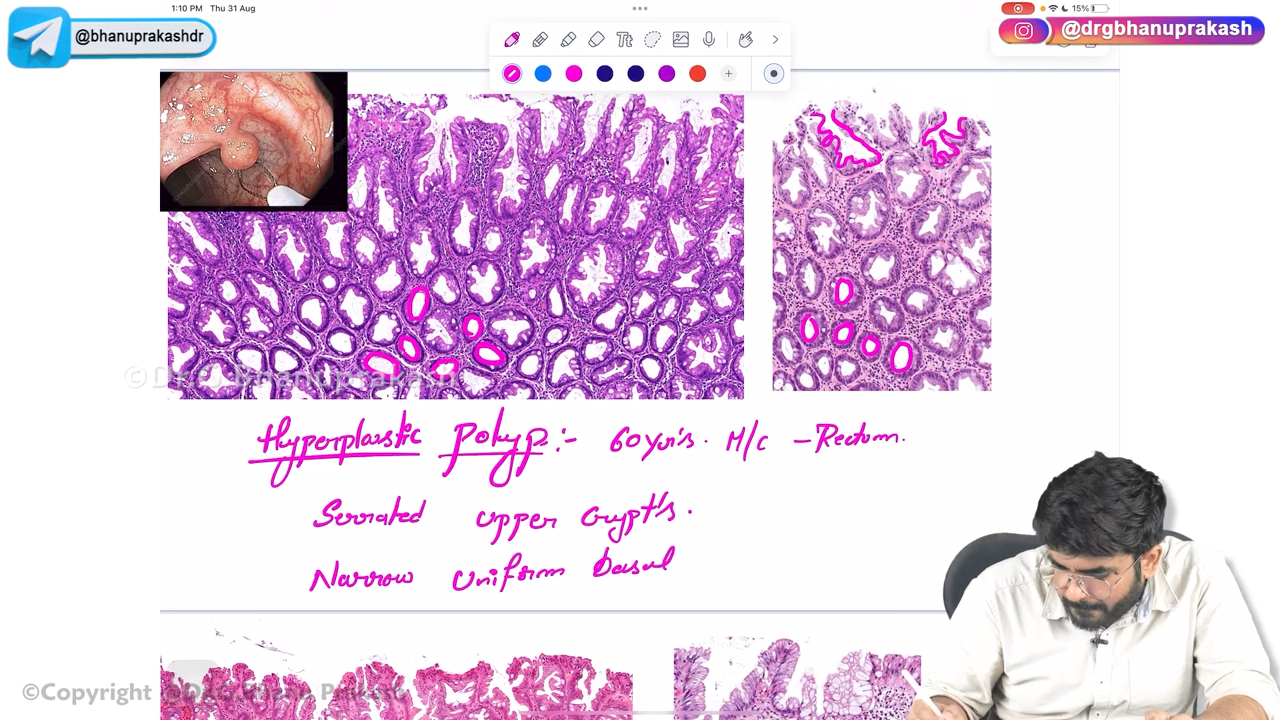 1:10 PM Thu 31 Aug
15%
@bhanuprakashdr
@drgbhanuprakash
Tt
Hyperplastic Polyp :- 60 yrs. M/c - Rectum.
Serrated upper crypts.
Narrow uniform basal
©Copyright